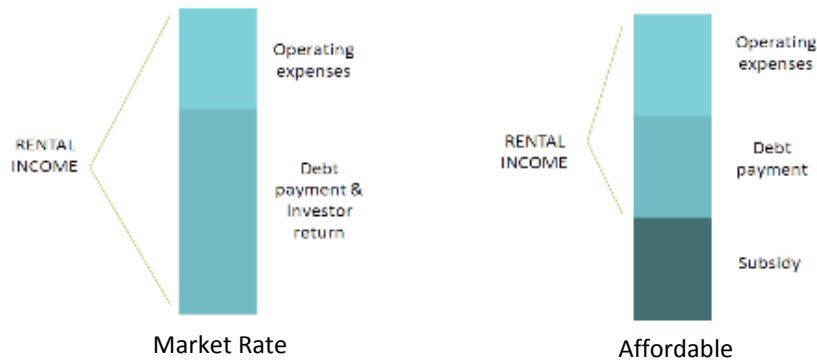 Operating
expenses
RENTAL
INCOME
Debt
payment &
Investor
return
Market Rate
Operating
expenses
RENTAL
INCOME
Debt
payment
Subsidy
Affordable